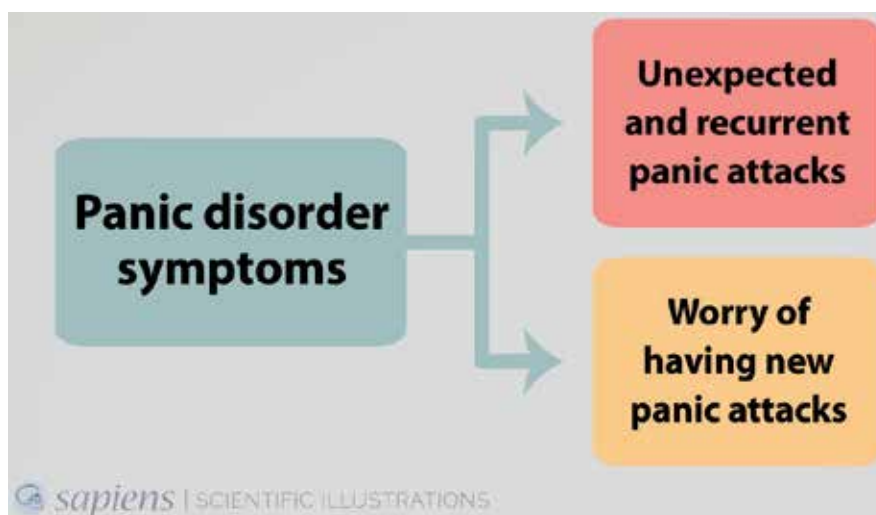 Panic disorder
symptoms
Unexpected
and recurrent
panic attacks
Worry of
having new
panic attacks
sapiens | SCIENTIFIC ILLUSTRATIONS